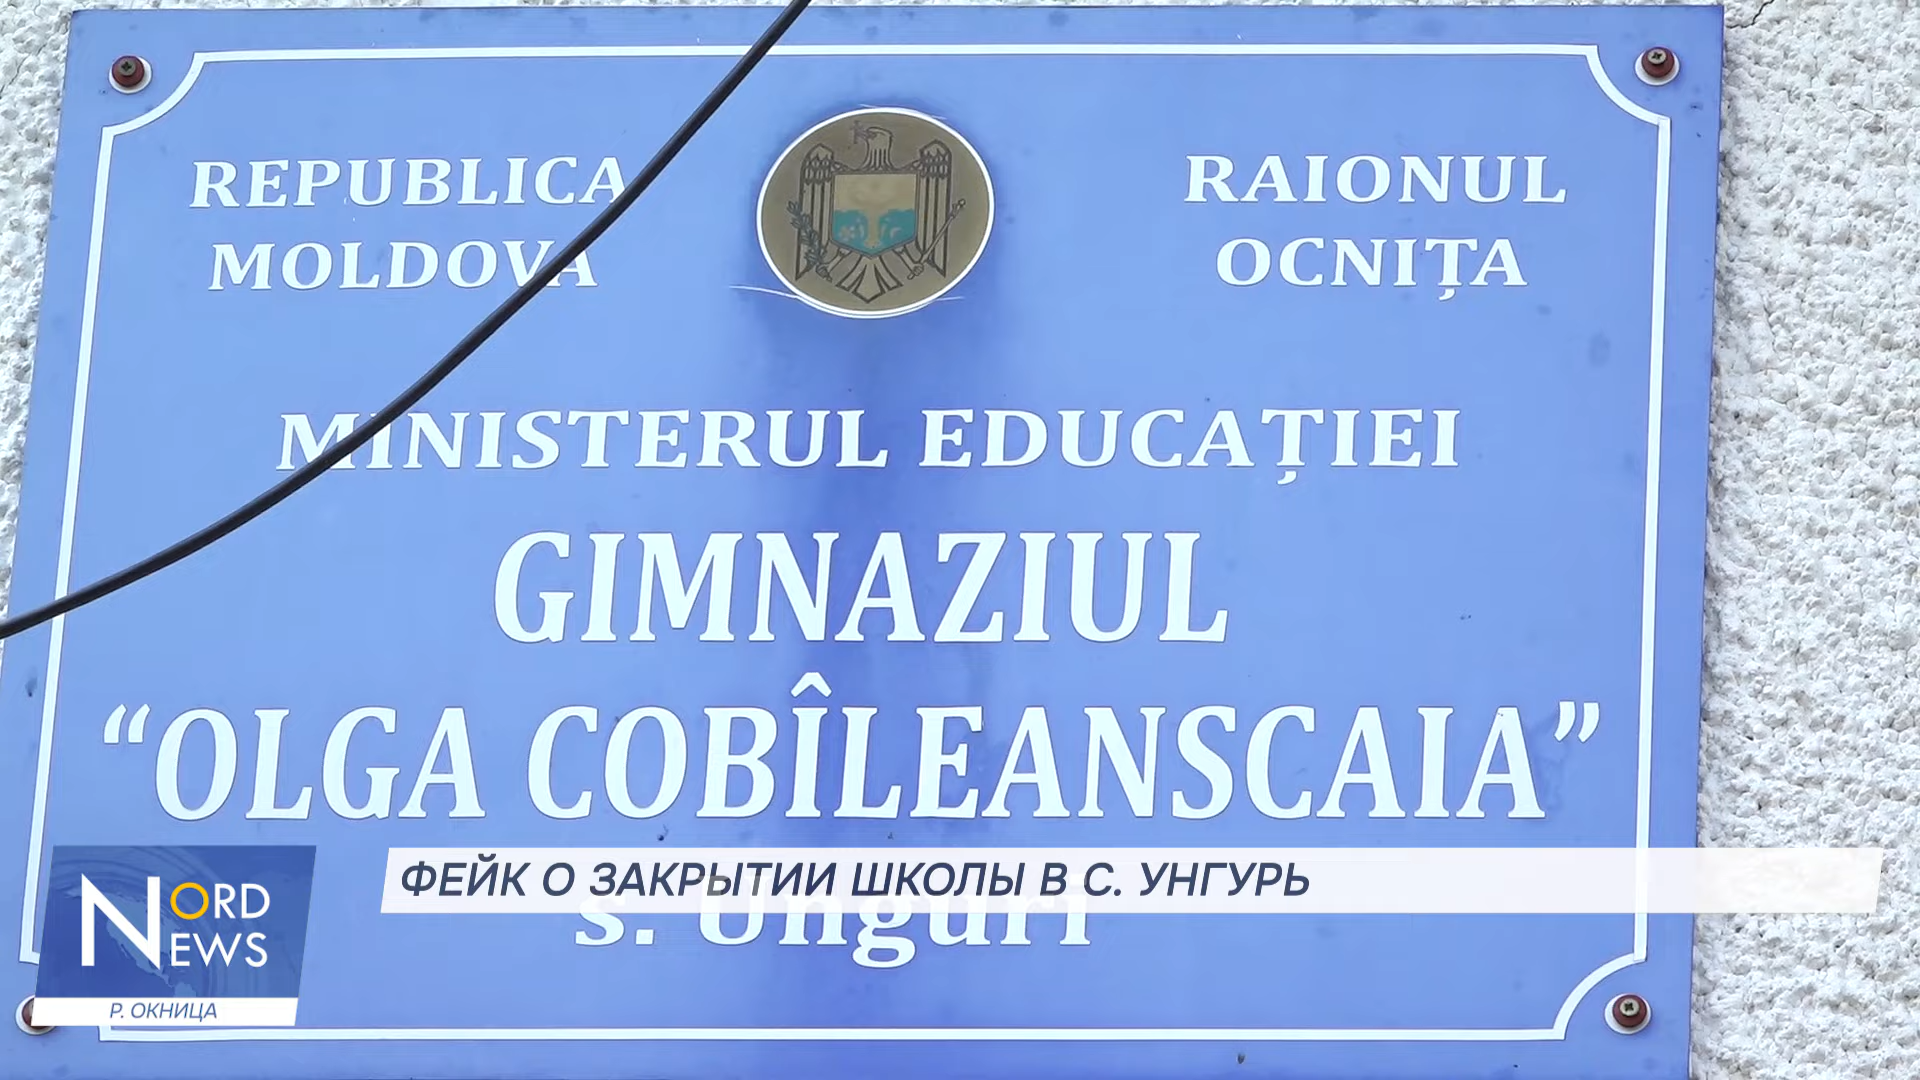 REPUBLICA
MOLDOVA
RAIONUL
OCNIȚA
MINISTERUL EDUCAȚIEI
GIMNAZIUL
“OLGA COBÎLEANSCAIA”
ФЕЙК О ЗАКРЫТИИ ШКОЛЫ В С. УНГУРЬ
s. Unguri
NORD
NEWS
Р. ОКНИЦА